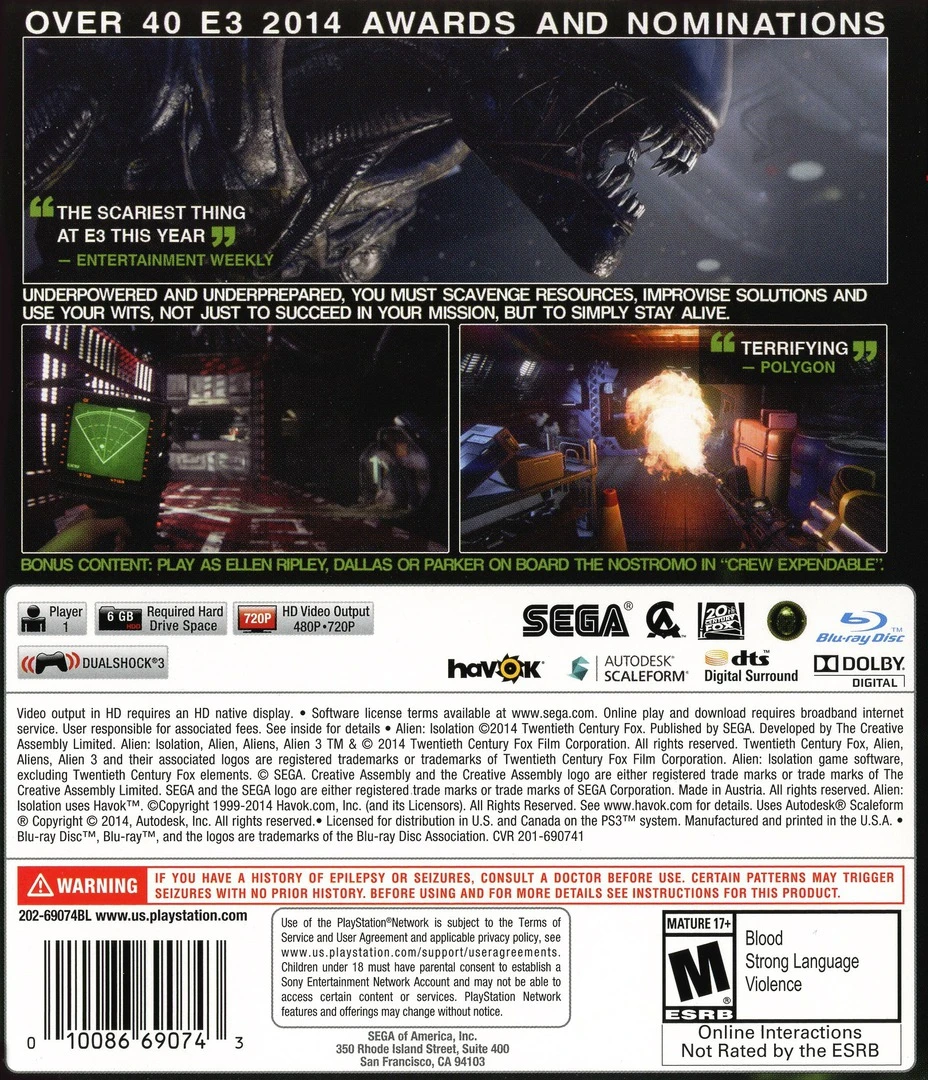 OVER 40 E3 2014 AWARDS AND NOMINATIONS
“THE SCARIEST THING
AT E3 THIS YEAR”
— ENTERTAINMENT WEEKLY
UNDERPOWERED AND UNDERPREPARED, YOU MUST SCAVENGE RESOURCES, IMPROVISE SOLUTIONS AND
USE YOUR WITS, NOT JUST TO SUCCEED IN YOUR MISSION, BUT TO SIMPLY STAY ALIVE.
“TERRIFYING”
— POLYGON
BONUS CONTENT: PLAY AS ELLEN RIPLEY, DALLAS OR PARKER ON BOARD THE NOSTROMO IN “CREW EXPENDABLE”.
Player
1
6 GB
HDD
Required Hard
Drive Space
720P
HD Video Output
480P•720P
SEGA®
20th
CENTURY
FOX
Blu-ray Disc™
DUALSHOCK®3
havok™
AUTODESK®
SCALEFORM®
dts™
Digital Surround
DOLBY®
DIGITAL
Video output in HD requires an HD native display. • Software license terms available at www.sega.com. Online play and download requires broadband internet
service. User responsible for associated fees. See inside for details • Alien: Isolation ©2014 Twentieth Century Fox. Published by SEGA. Developed by The Creative
Assembly Limited. Alien: Isolation, Alien, Aliens, Alien 3 TM & © 2014 Twentieth Century Fox Film Corporation. All rights reserved. Twentieth Century Fox, Alien,
Aliens, Alien 3 and their associated logos are registered trademarks or trademarks of Twentieth Century Fox Film Corporation. Alien: Isolation game software,
excluding Twentieth Century Fox elements. © SEGA. Creative Assembly and the Creative Assembly logo are either registered trade marks or trade marks of The
Creative Assembly Limited. SEGA and the SEGA logo are either registered trade marks or trade marks of SEGA Corporation. Made in Austria. All rights reserved. Alien:
Isolation uses Havok™. ©Copyright 1999-2014 Havok.com, Inc. (and its Licensors). All Rights Reserved. See www.havok.com for details. Uses Autodesk® Scaleform
® Copyright © 2014, Autodesk, Inc. All rights reserved.• Licensed for distribution in U.S. and Canada on the PS3™ system. Manufactured and printed in the U.S.A. •
Blu-ray Disc™, Blu-ray™, and the logos are trademarks of the Blu-ray Disc Association. CVR 201-690741
WARNING
IF YOU HAVE A HISTORY OF EPILEPSY OR SEIZURES, CONSULT A DOCTOR BEFORE USE. CERTAIN PATTERNS MAY TRIGGER
SEIZURES WITH NO PRIOR HISTORY. BEFORE USING AND FOR MORE DETAILS SEE INSTRUCTIONS FOR THIS PRODUCT.
202-69074BL www.us.playstation.com
0 10086 69074 3
Use of the PlayStation®Network is subject to the Terms of
Service and User Agreement and applicable privacy policy, see
www.us.playstation.com/support/useragreements.
Children under 18 must have parental consent to establish a
Sony Entertainment Network Account and may not be able to
access certain content or services. PlayStation Network
features and offerings may change without notice.
SEGA of America, Inc.
350 Rhode Island Street, Suite 400
San Francisco, CA 94103
MATURE 17+
M®
ESRB
Blood
Strong Language
Violence
Online Interactions
Not Rated by the ESRB